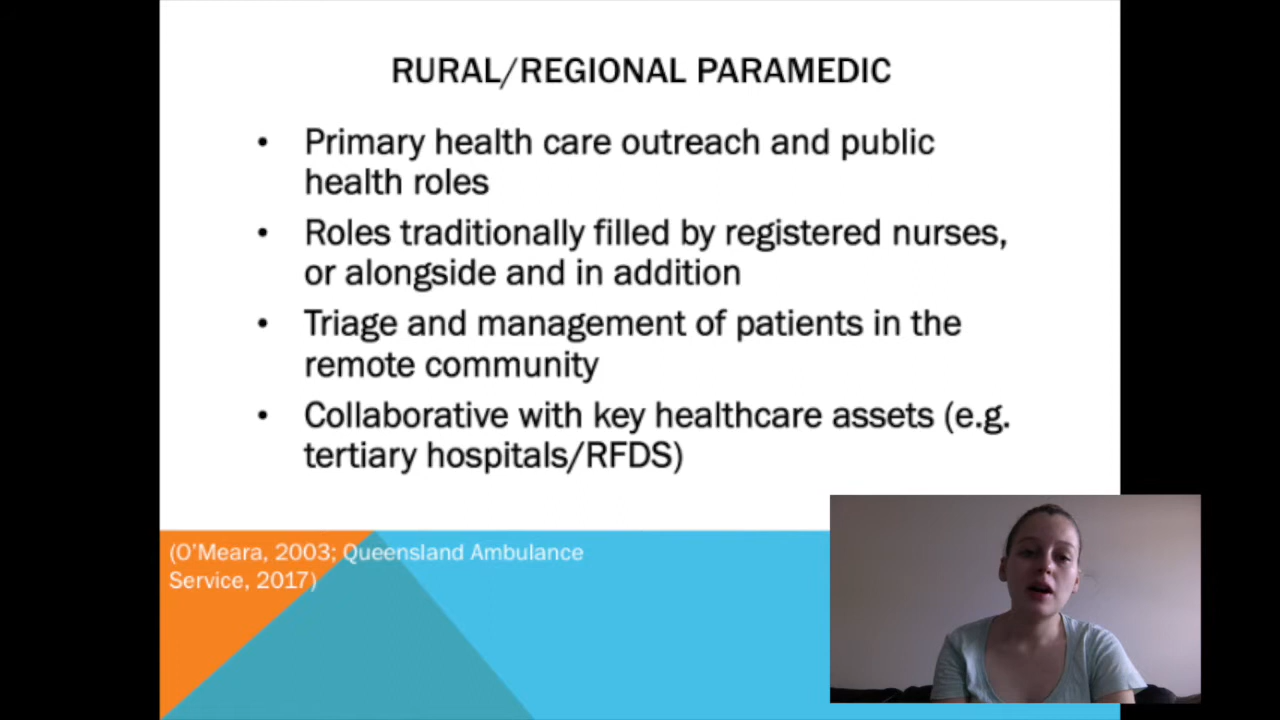 RURAL/REGIONAL PARAMEDIC
• Primary health care outreach and public
health roles
• Roles traditionally filled by registered nurses,
or alongside and in addition
• Triage and management of patients in the
remote community
• Collaborative with key healthcare assets (e.g.
tertiary hospitals/RFDS)
(O'Meara, 2003; Queensland Ambulance
Service, 2017)